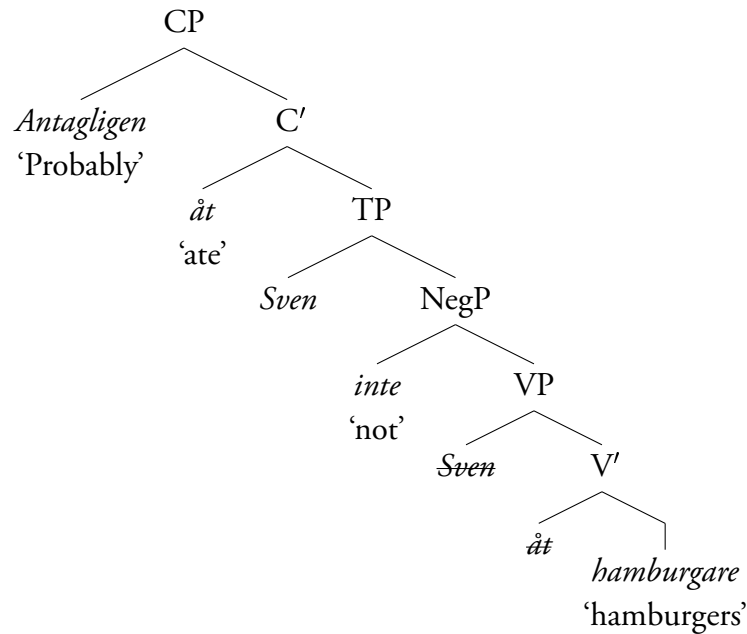 CP
Antagligen
‘Probably’
C′
åt
‘ate’
TP
Sven
NegP
inte
‘not’
VP
Sven
V′
åt
hamburgare
‘hamburgers’